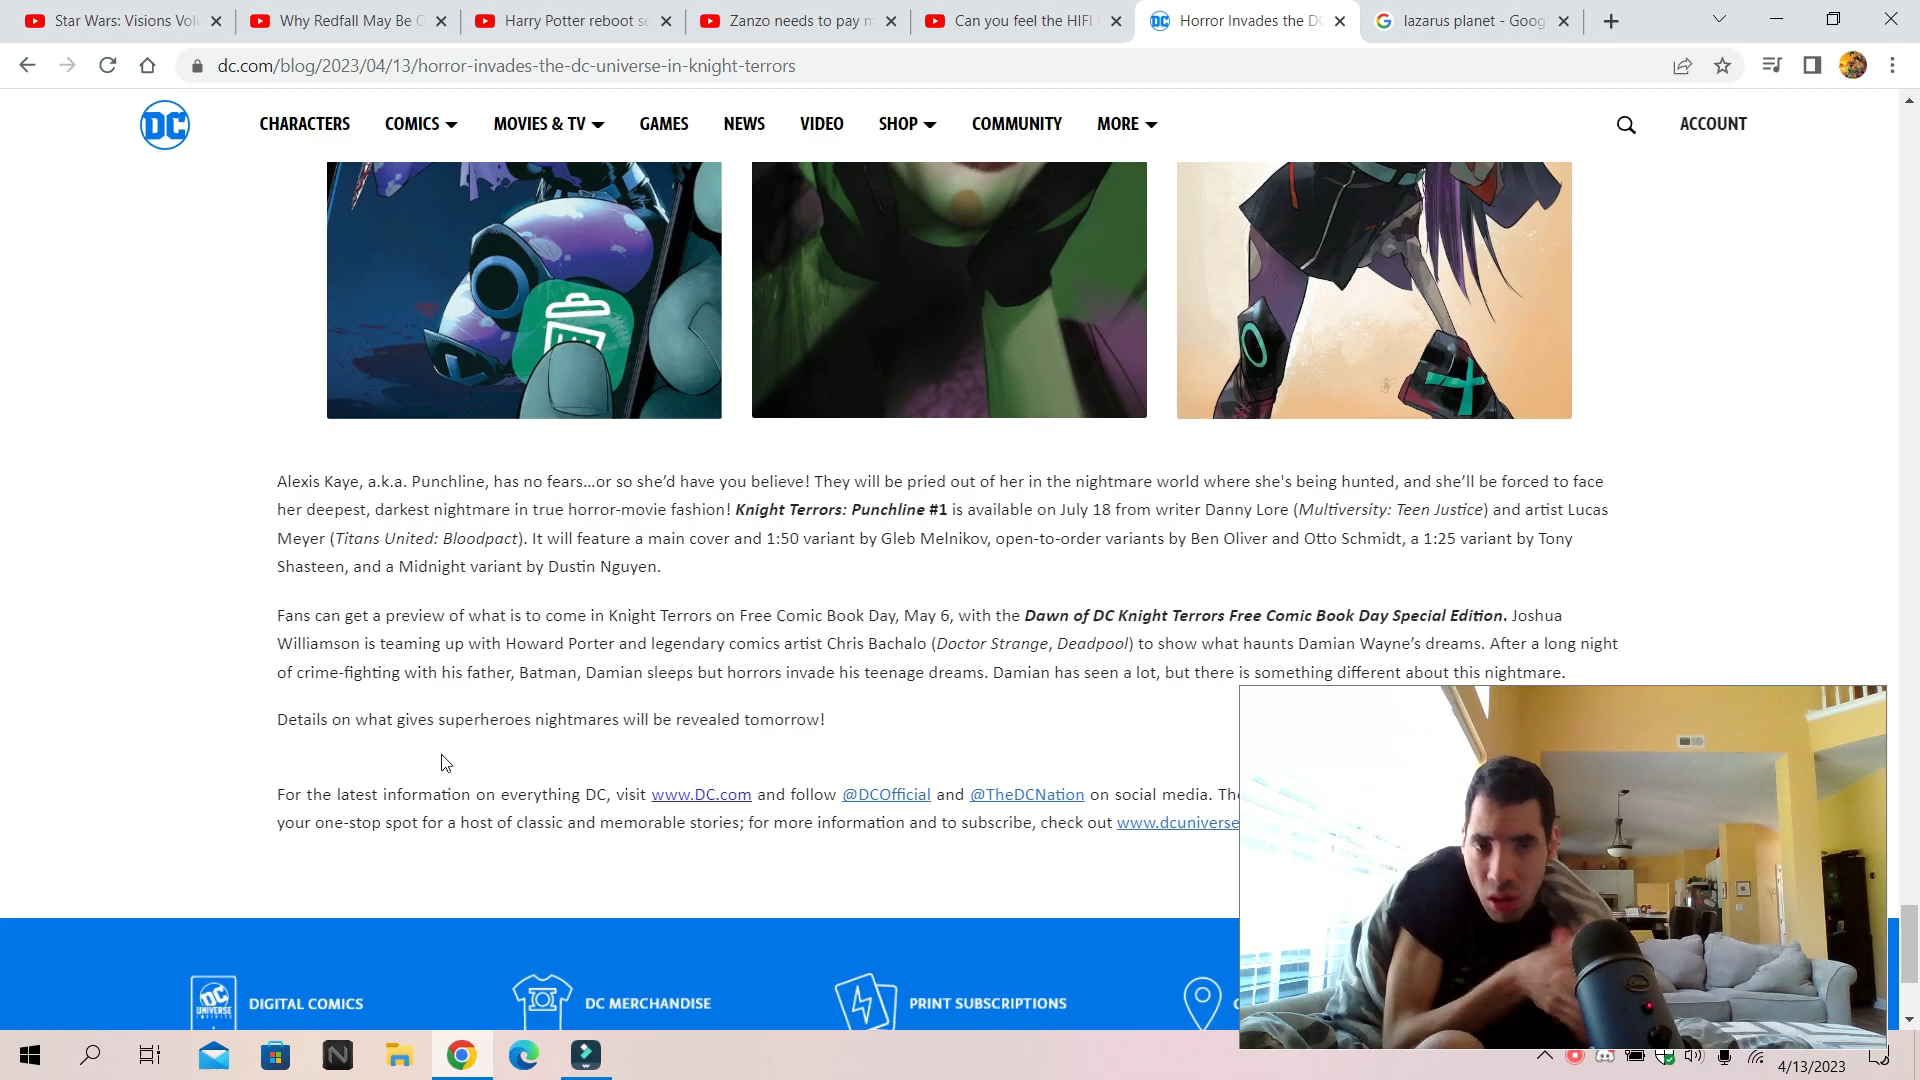 Star Wars: Visions Vol
Why Redfall May Be C
Harry Potter reboot se
Zanzo needs to pay m
Can you feel the HIFI
Horror Invades the DC
lazarus planet - Goog
dc.com/blog/2023/04/13/horror-invades-the-dc-universe-in-knight-terrors
DC
CHARACTERS
COMICS
MOVIES & TV
GAMES
NEWS
VIDEO
SHOP
COMMUNITY
MORE
ACCOUNT
Alexis Kaye, a.k.a. Punchline, has no fears…or so she’d have you believe! They will be pried out of her in the nightmare world where she's being hunted, and she’ll be forced to face
her deepest, darkest nightmare in true horror-movie fashion! Knight Terrors: Punchline #1 is available on July 18 from writer Danny Lore (Multiversity: Teen Justice) and artist Lucas
Meyer (Titans United: Bloodpact). It will feature a main cover and 1:50 variant by Gleb Melnikov, open-to-order variants by Ben Oliver and Otto Schmidt, a 1:25 variant by Tony
Shasteen, and a Midnight variant by Dustin Nguyen.
Fans can get a preview of what is to come in Knight Terrors on Free Comic Book Day, May 6, with the Dawn of DC Knight Terrors Free Comic Book Day Special Edition. Joshua
Williamson is teaming up with Howard Porter and legendary comics artist Chris Bachalo (Doctor Strange, Deadpool) to show what haunts Damian Wayne’s dreams. After a long night
of crime-fighting with his father, Batman, Damian sleeps but horrors invade his teenage dreams. Damian has seen a lot, but there is something different about this nightmare.
Details on what gives superheroes nightmares will be revealed tomorrow!
For the latest information on everything DC, visit www.DC.com and follow @DCOfficial and @TheDCNation on social media. The
your one-stop spot for a host of classic and memorable stories; for more information and to subscribe, check out www.dcuniverse
DC UNIVERSE INFINITE
DIGITAL COMICS
DC MERCHANDISE
PRINT SUBSCRIPTIONS
4/13/2023